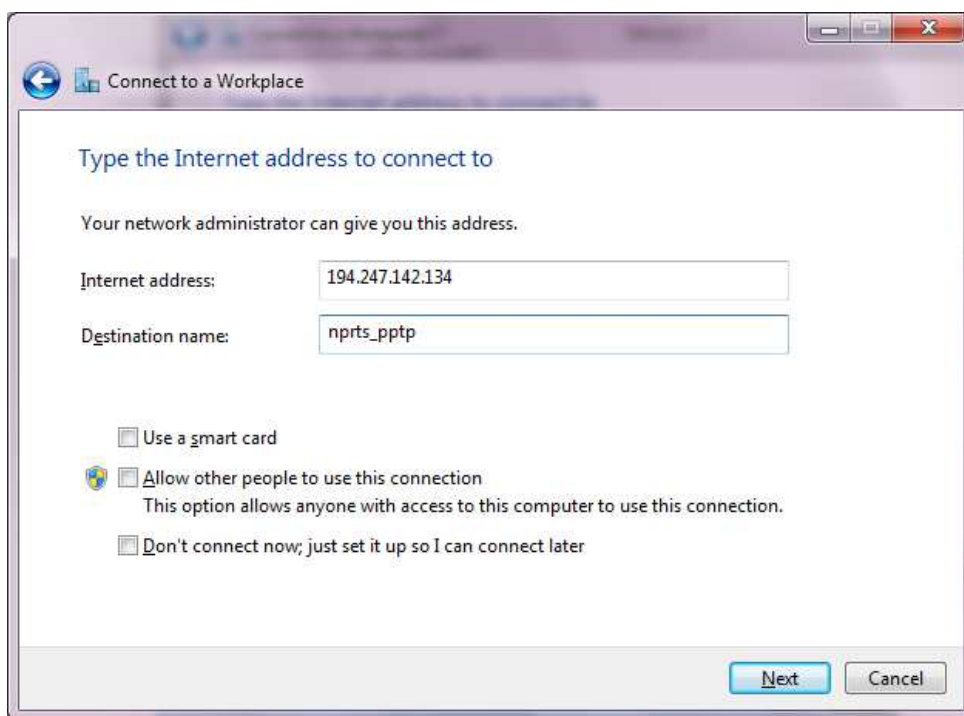 Connect to a Workplace
Type the Internet address to connect to
Your network administrator can give you this address.
Internet address: 194.247.142.134
Destination name: nprts_pptp
Use a smart card
Allow other people to use this connection
This option allows anyone with access to this computer to use this connection.
Don't connect now; just set it up so I can connect later
Next Cancel